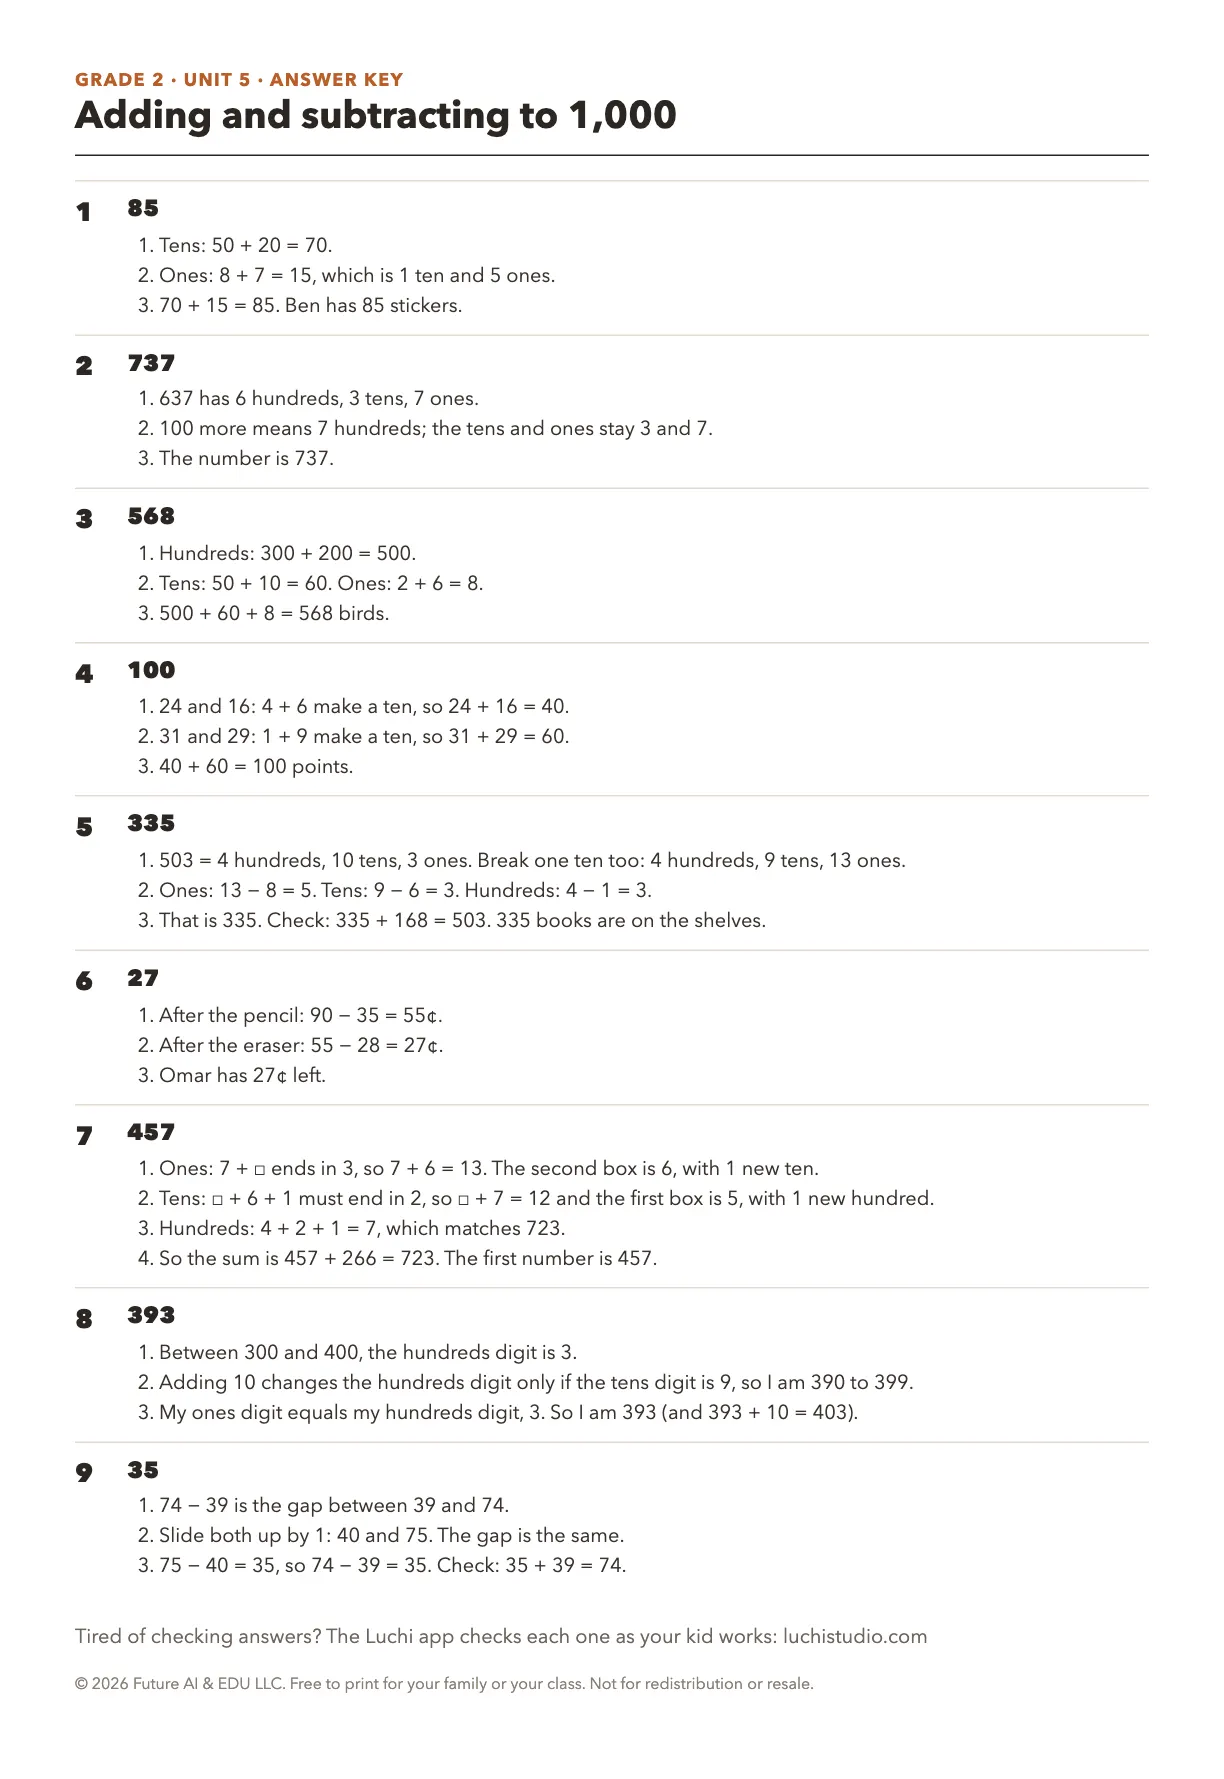 GRADE 2 · UNIT 5 · ANSWER KEY
Adding and subtracting to 1,000
1 85
1. Tens: 50 + 20 = 70.
2. Ones: 8 + 7 = 15, which is 1 ten and 5 ones.
3. 70 + 15 = 85. Ben has 85 stickers.
2 737
1. 637 has 6 hundreds, 3 tens, 7 ones.
2. 100 more means 7 hundreds; the tens and ones stay 3 and 7.
3. The number is 737.
3 568
1. Hundreds: 300 + 200 = 500.
2. Tens: 50 + 10 = 60. Ones: 2 + 6 = 8.
3. 500 + 60 + 8 = 568 birds.
4 100
1. 24 and 16: 4 + 6 make a ten, so 24 + 16 = 40.
2. 31 and 29: 1 + 9 make a ten, so 31 + 29 = 60.
3. 40 + 60 = 100 points.
5 335
1. 503 = 4 hundreds, 10 tens, 3 ones. Break one ten too: 4 hundreds, 9 tens, 13 ones.
2. Ones: 13 − 8 = 5. Tens: 9 − 6 = 3. Hundreds: 4 − 1 = 3.
3. That is 335. Check: 335 + 168 = 503. 335 books are on the shelves.
6 27
1. After the pencil: 90 − 35 = 55¢.
2. After the eraser: 55 − 28 = 27¢.
3. Omar has 27¢ left.
7 457
1. Ones: 7 + □ ends in 3, so 7 + 6 = 13. The second box is 6, with 1 new ten.
2. Tens: □ + 6 + 1 must end in 2, so □ + 7 = 12 and the first box is 5, with 1 new hundred.
3. Hundreds: 4 + 2 + 1 = 7, which matches 723.
4. So the sum is 457 + 266 = 723. The first number is 457.
8 393
1. Between 300 and 400, the hundreds digit is 3.
2. Adding 10 changes the hundreds digit only if the tens digit is 9, so I am 390 to 399.
3. My ones digit equals my hundreds digit, 3. So I am 393 (and 393 + 10 = 403).
9 35
1. 74 − 39 is the gap between 39 and 74.
2. Slide both up by 1: 40 and 75. The gap is the same.
3. 75 − 40 = 35, so 74 − 39 = 35. Check: 35 + 39 = 74.
Tired of checking answers? The Luchi app checks each one as your kid works: luchistudio.com
© 2026 Future AI & EDU LLC. Free to print for your family or your class. Not for redistribution or resale.